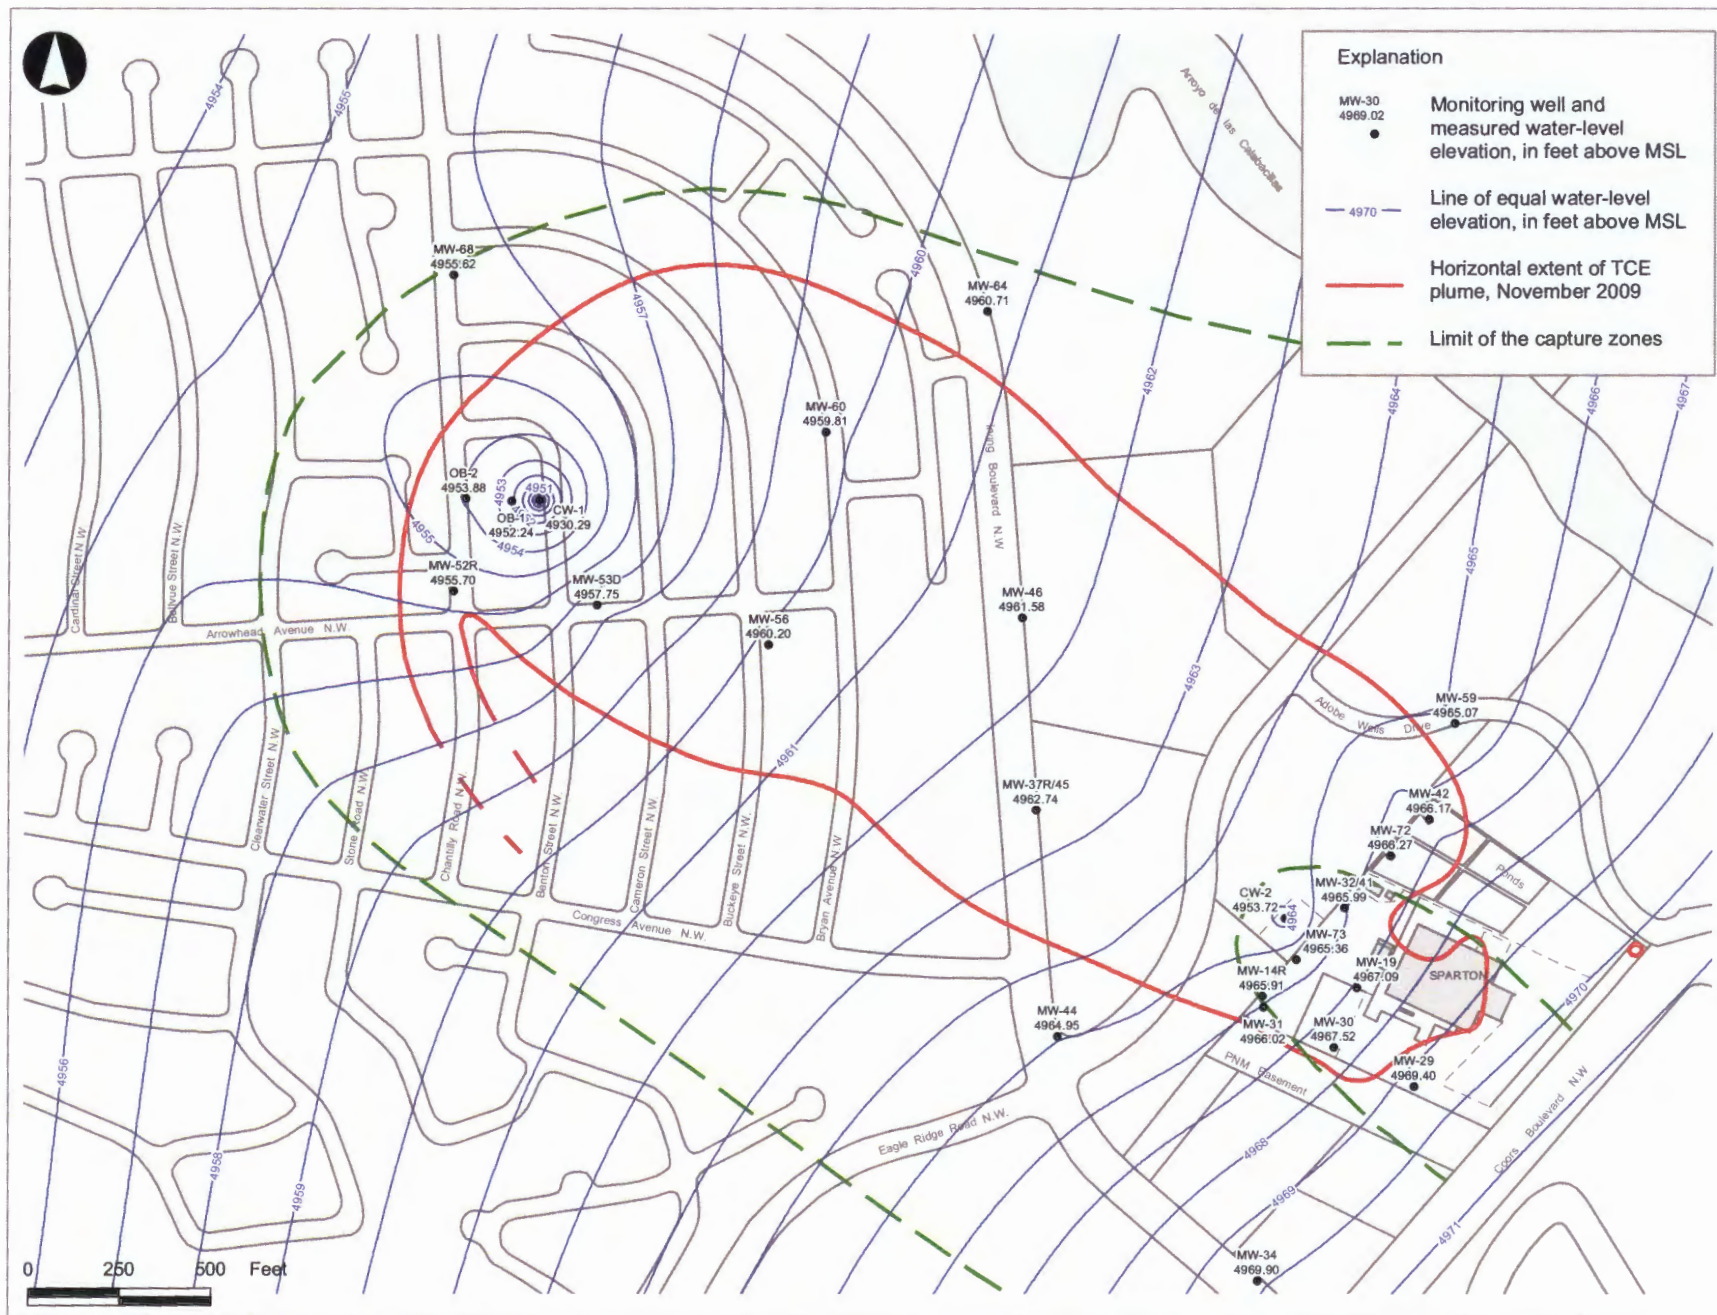 Explanation
MW-30
4969.02
Monitoring well and
measured water-level
elevation, in feet above MSL
4970
Line of equal water-level
elevation, in feet above MSL
Horizontal extent of TCE
plume, November 2009
Limit of the capture zones
4954
4955
Arroyo de las Calabacillas
MW-68
4955.62
4957
4960
MW-64
4960.71
4962
4964
4966
4967
MW-60
4959.81
Irving Boulevard N.W
OB-2
4953.88
4953
4951
CW-1
4930.29
OB-1
4952.24
4954
4955
Cardinal Street N.W
Bellvue Street N.W
MW-52R
4955.70
MW-53D
4957.75
MW-56
4960.20
MW-46
4961.58
4965
4963
Arrowhead Avenue N.W
MW-59
4965.07
Adobe Wells Drive
4961
Clearwater Street N.W
Stone Road N.W
Chantilly Road N.W.
Banton Street N.W.
Cameron Street N.W.
Buckeye Street N.W.
Bryan Avenue N.W
MW-37R/45
4962.74
MW-42
4966.17
MW-72
4966.27
Ponds
CW-2
4953.72
4964
MW-32/41
4965.99
MW-73
4965.36
Congress Avenue N.W.
MW-14R
4965.91
MW-19
4967.09
SPARTON
4970
MW-44
4964.95
MW-31
4966.02
MW-30
4967.52
MW-29
4969.40
PNM Easement
4956
Eagle Ridge Road N.W.
4968
Coors Boulevard N.W
4958
4959
4969
4971
MW-34
4969.90
0 250 500 Feet